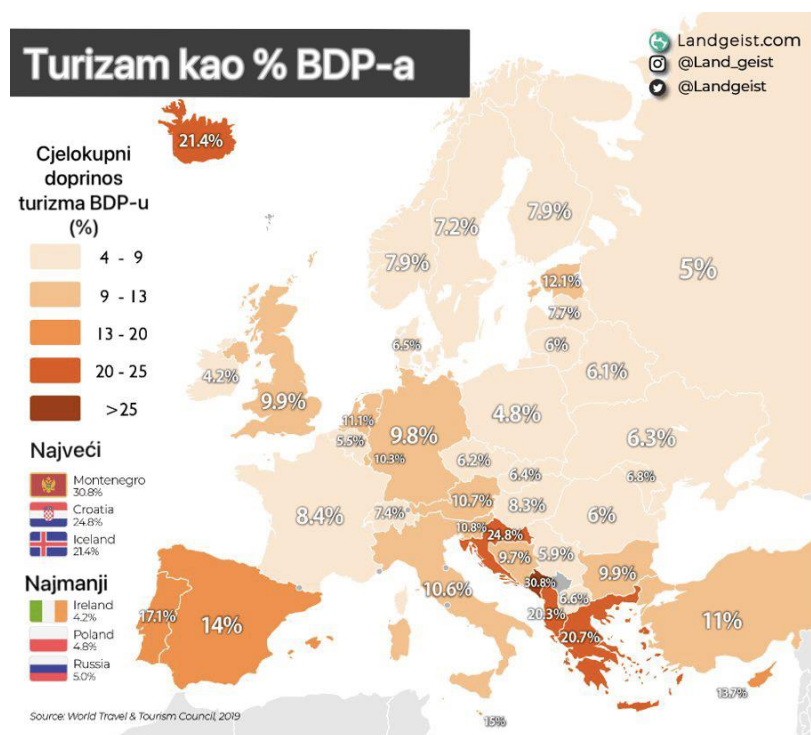 Turizam kao % BDP-a
Landgeist.com
@Land_geist
@Landgeist
Cjelokupni
doprinos
turizma BDP-u
(%)
4 - 9
9 - 13
13 - 20
20 - 25
>25
Najveći
Montenegro
30.8%
Croatia
24.8%
Iceland
21.4%
Najmanji
Ireland
4.2%
Poland
4.8%
Russia
5.0%
Source: World Travel & Tourism Council, 2019
21.4%
7.9%
7.2%
7.9%
5%
12.1%
7.7%
6%
6.5%
6.1%
4.2%
9.9%
11.1%
9.8%
4.8%
5.5%
10.3%
6.2%
6.3%
6.4%
6.8%
8.4%
7.4%
10.7%
8.3%
6%
10.8%
24.8%
9.7%
5.9%
9.9%
10.6%
30.8%
6.6%
20.3%
20.7%
17.1%
14%
11%
13.7%
15%